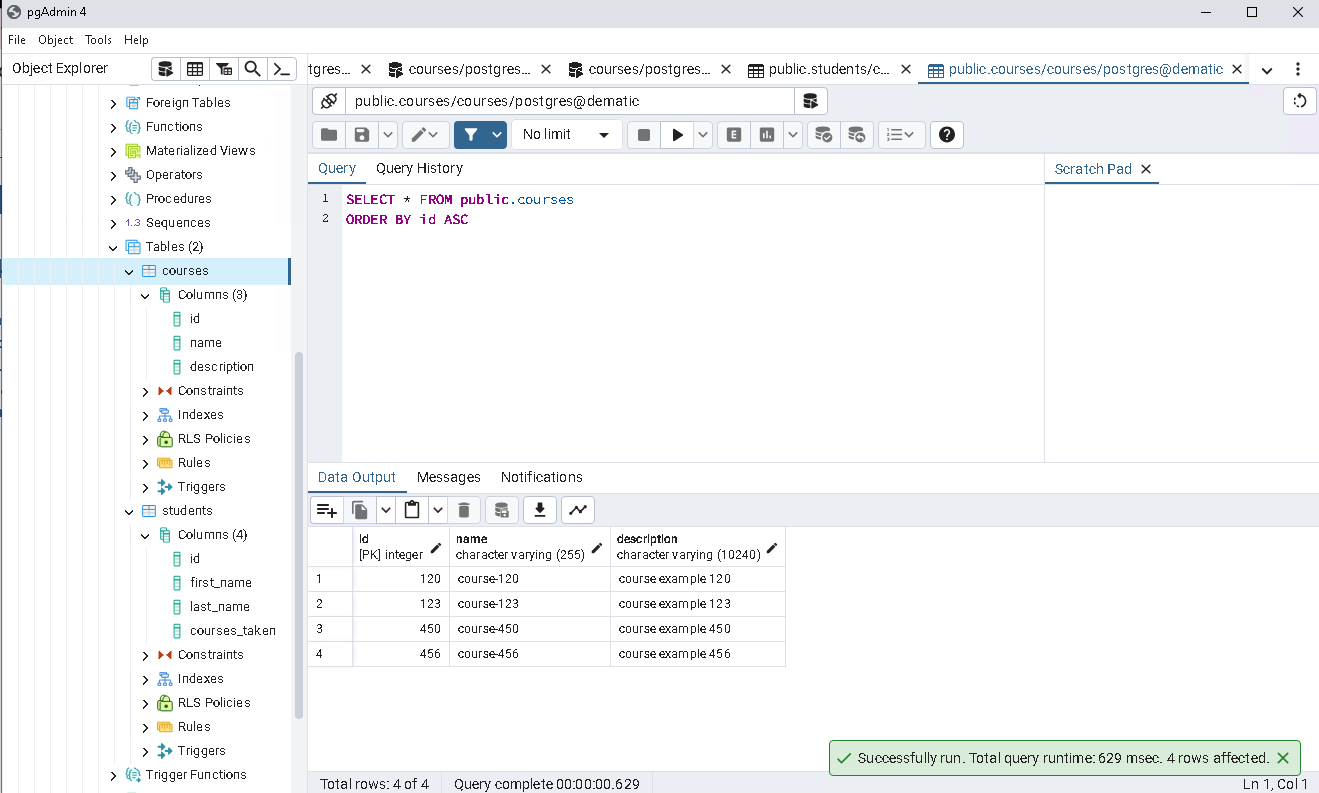 pgAdmin 4
File Object Tools Help
Object Explorer
tgres...
courses/postgres...
courses/postgres...
public.students/c...
public.courses/courses/postgres@dematic
public.courses/courses/postgres@dematic
No limit
E
Query
Query History
Scratch Pad
1 SELECT * FROM public.courses
2 ORDER BY id ASC
Foreign Tables
Functions
Materialized Views
Operators
Procedures
1.3 Sequences
Tables (2)
courses
Columns (3)
id
name
description
Constraints
Indexes
RLS Policies
Rules
Triggers
students
Columns (4)
id
first_name
last_name
courses_taken
Constraints
Indexes
RLS Policies
Rules
Triggers
Trigger Functions
Data Output Messages Notifications
id
[PK] integer
name
character varying (255)
description
character varying (10240)
1 120 course-120 course example 120
2 123 course-123 course example 123
3 450 course-450 course example 450
4 456 course-456 course example 456
Successfully run. Total query runtime: 629 msec. 4 rows affected.
Total rows: 4 of 4 Query complete 00:00:00.629 Ln 1, Col 1